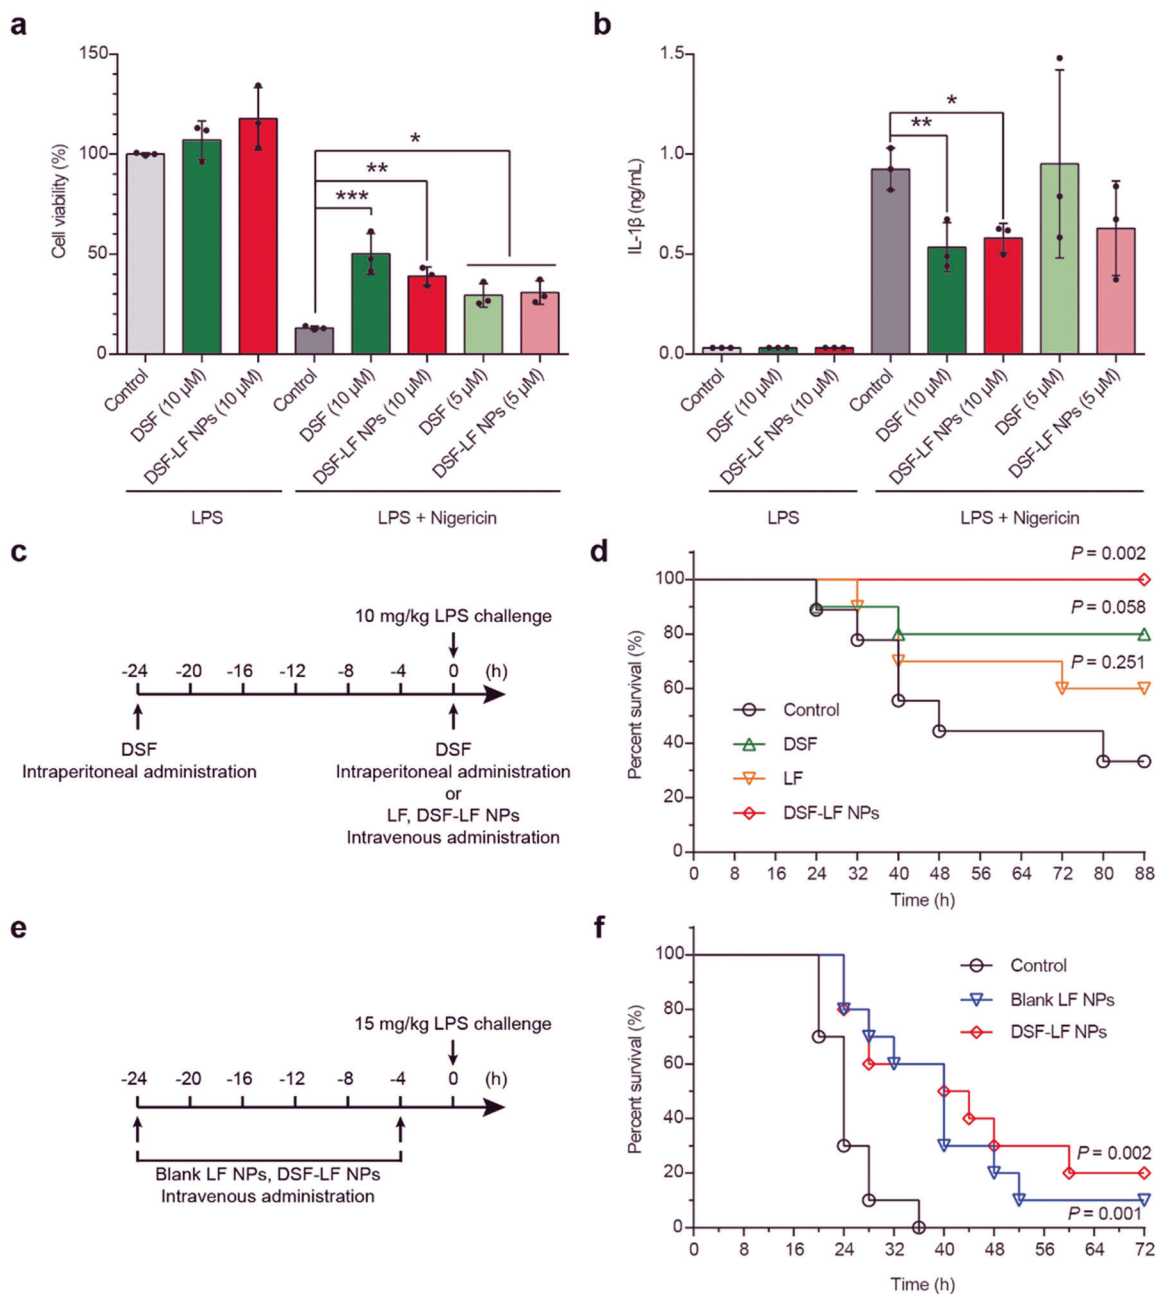 a
150
100
50
0
Cell viability (%)
*
**
***
Control
DSF (10 μM)
DSF-LF NPs (10 μM)
Control
DSF (10 μM)
DSF-LF NPs (10 μM)
DSF (5 μM)
DSF-LF NPs (5 μM)
LPS
LPS + Nigericin
b
1.5
1.0
0.5
0.0
IL-1β (ng/mL)
*
**
Control
DSF (10 μM)
DSF-LF NPs (10 μM)
Control
DSF (10 μM)
DSF-LF NPs (10 μM)
DSF (5 μM)
DSF-LF NPs (5 μM)
LPS
LPS + Nigericin
c
10 mg/kg LPS challenge
-24 -20 -16 -12 -8 -4 0 (h)
DSF
Intraperitoneal administration
DSF
Intraperitoneal administration
or
LF, DSF-LF NPs
Intravenous administration
d
P = 0.002
P = 0.058
P = 0.251
100
80
60
40
20
0
Percent survival (%)
Control
DSF
LF
DSF-LF NPs
0 8 16 24 32 40 48 56 64 72 80 88
Time (h)
e
15 mg/kg LPS challenge
-24 -20 -16 -12 -8 -4 0 (h)
Blank LF NPs, DSF-LF NPs
Intravenous administration
f
100
80
60
40
20
0
Percent survival (%)
Control
Blank LF NPs
DSF-LF NPs
P = 0.002
P = 0.001
0 8 16 24 32 40 48 56 64 72
Time (h)